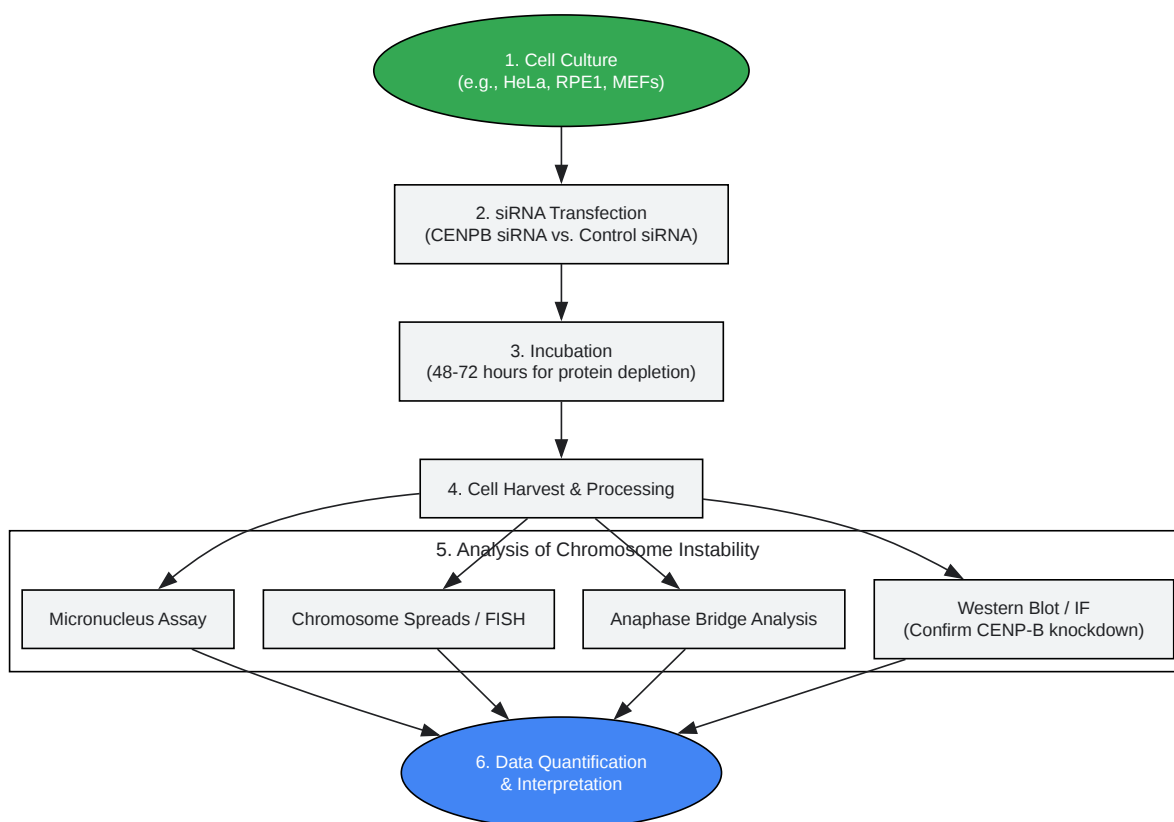 1. Cell Culture
(e.g., HeLa, RPE1, MEFs)
2. siRNA Transfection
(CENPB siRNA vs. Control siRNA)
3. Incubation
(48-72 hours for protein depletion)
4. Cell Harvest & Processing
5. Analysis of Chromosome Instability
Micronucleus Assay
Chromosome Spreads / FISH
Anaphase Bridge Analysis
Western Blot / IF
(Confirm CENP-B knockdown)
6. Data Quantification
& Interpretation